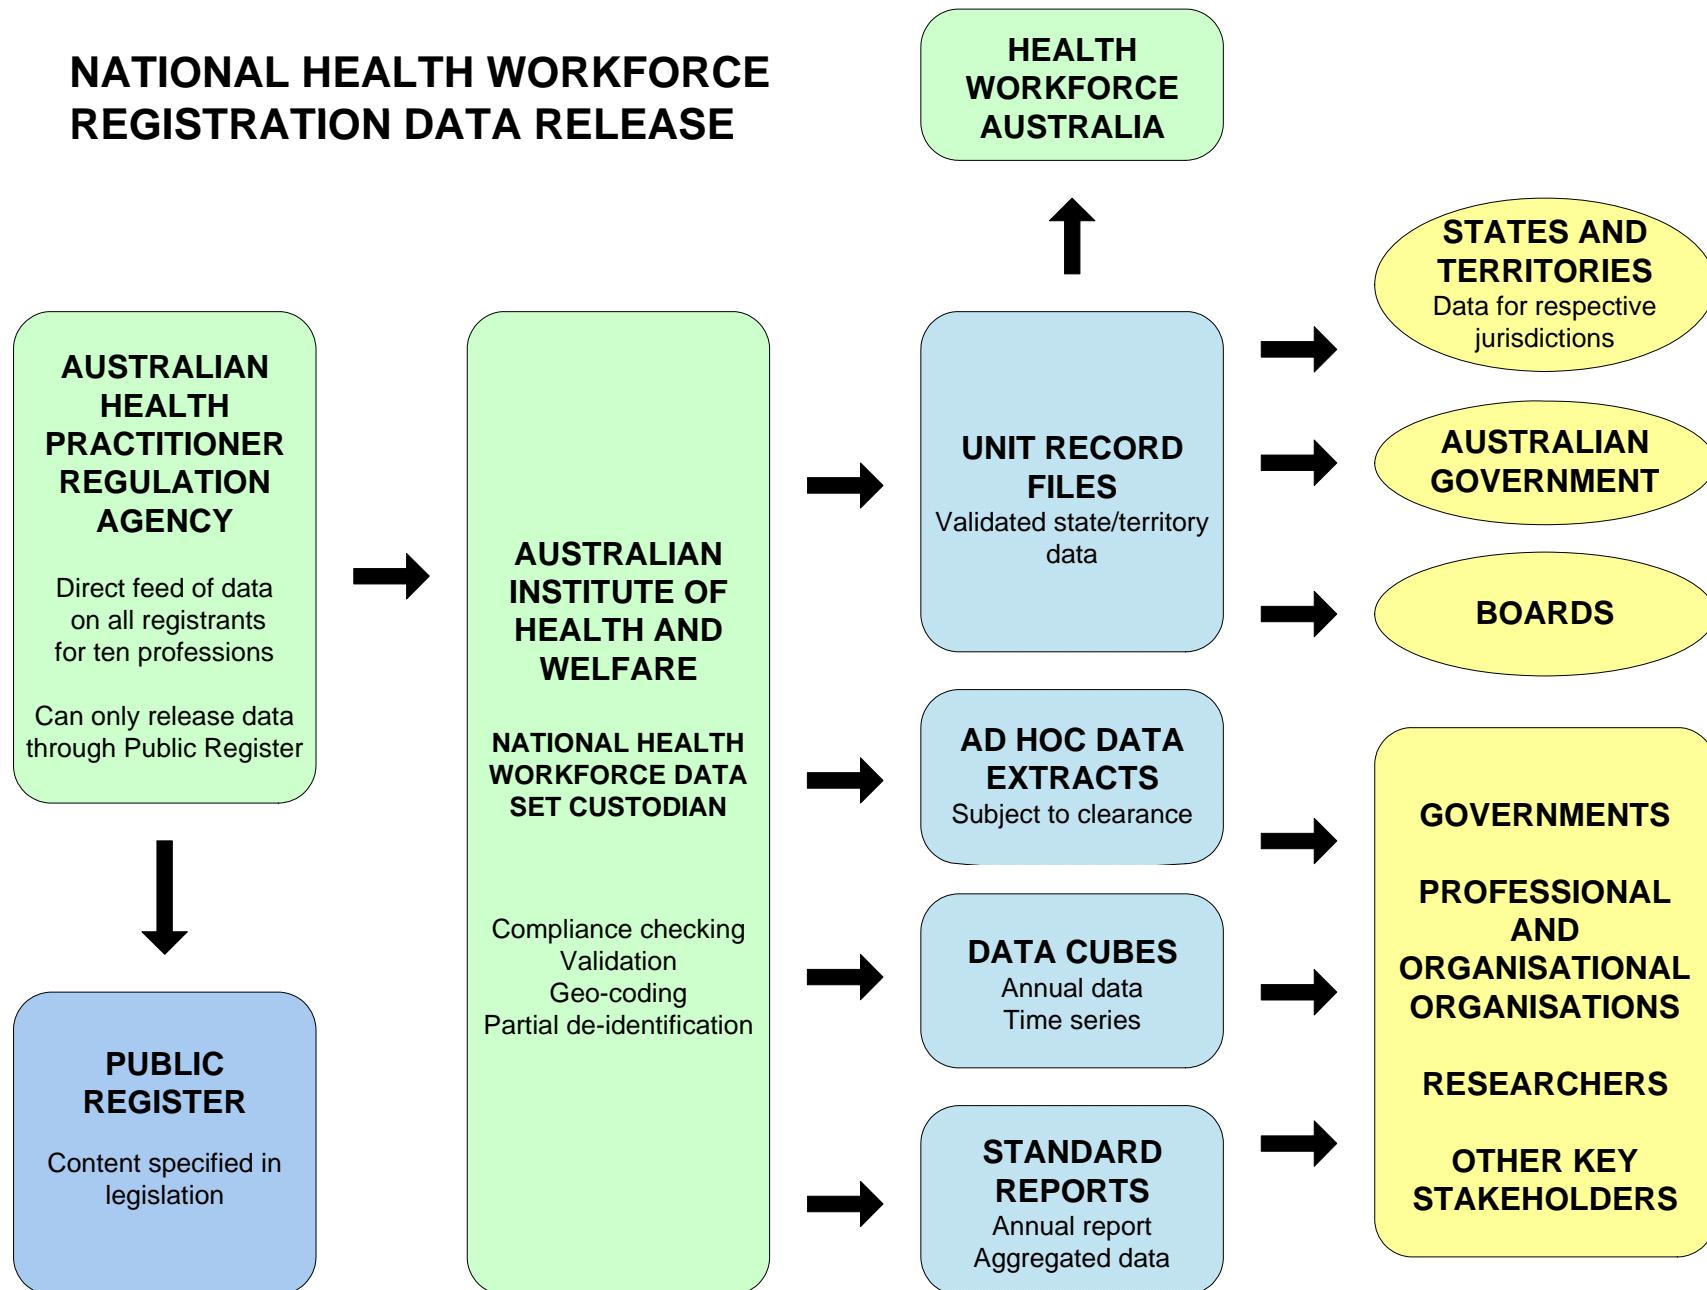 NATIONAL HEALTH WORKFORCE
REGISTRATION DATA RELEASE
HEALTH
WORKFORCE
AUSTRALIA
AUSTRALIAN
HEALTH
PRACTITIONER
REGULATION
AGENCY
Direct feed of data
on all registrants
for ten professions
Can only release data
through Public Register
PUBLIC
REGISTER
Content specified in
legislation
AUSTRALIAN
INSTITUTE OF
HEALTH AND
WELFARE
NATIONAL HEALTH
WORKFORCE DATA
SET CUSTODIAN
Compliance checking
Validation
Geo-coding
Partial de-identification
UNIT RECORD
FILES
Validated state/territory
data
AD HOC DATA
EXTRACTS
Subject to clearance
DATA CUBES
Annual data
Time series
STANDARD
REPORTS
Annual report
Aggregated data
STATES AND
TERRITORIES
Data for respective
jurisdictions
AUSTRALIAN
GOVERNMENT
BOARDS
GOVERNMENTS
PROFESSIONAL
AND
ORGANISATIONAL
ORGANISATIONS
RESEARCHERS
OTHER KEY
STAKEHOLDERS